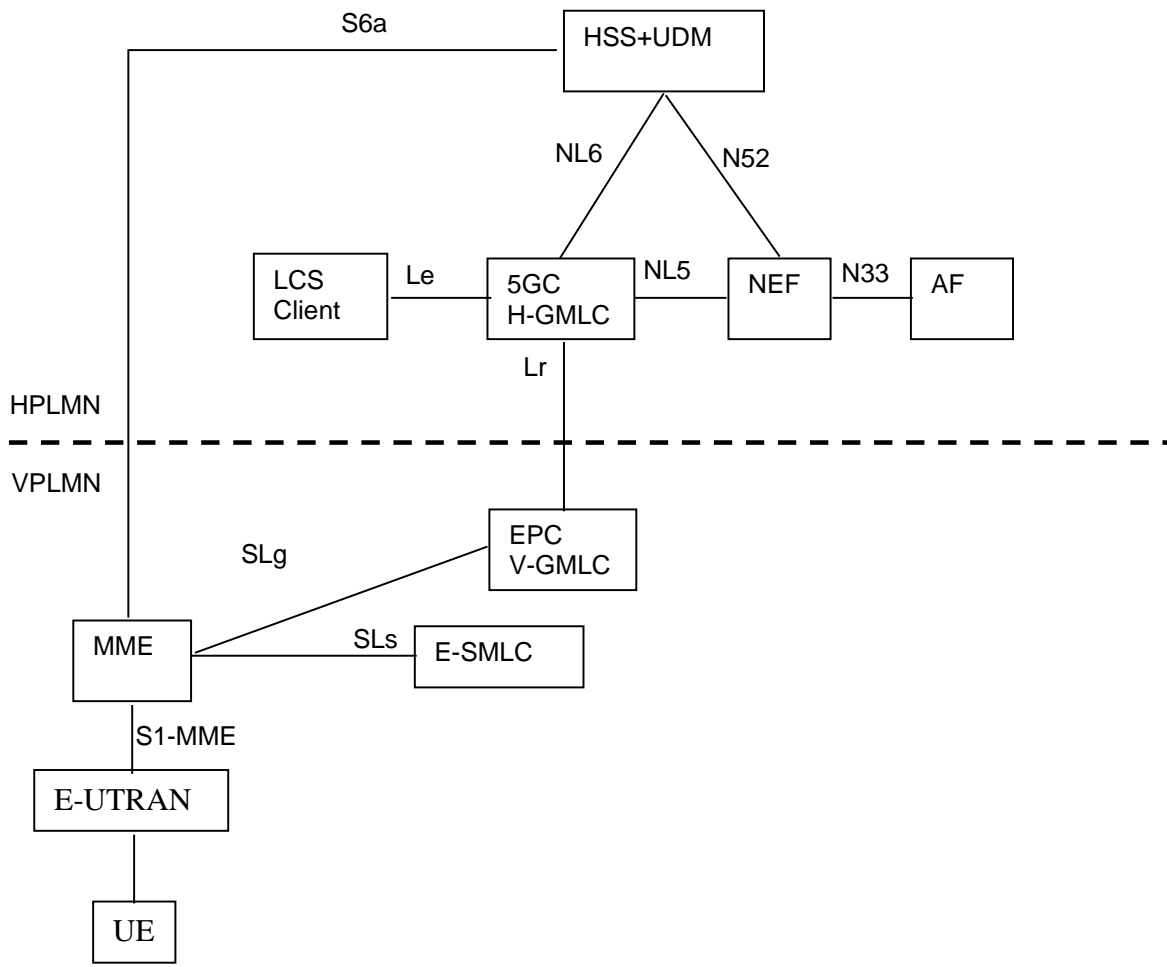 S6a
HSS+UDM
NL6
N52
LCS
Client
Le
5GC
H-GMLC
NL5
NEF
N33
AF
Lr
HPLMN
VPLMN
EPC
V-GMLC
SLg
MME
SLs
E-SMLC
S1-MME
E-UTRAN
UE